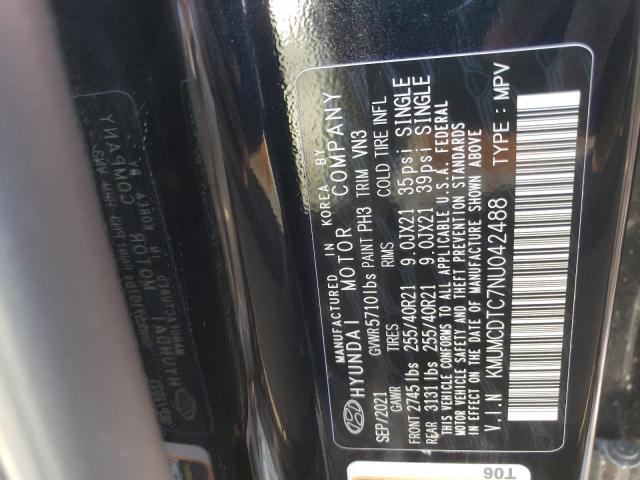 MANUFACTURED IN KOREA BY
HYUNDAI MOTOR COMPANY
SEP/2021 GVWR 5710lbs PAINT PH3 TRIM VN3
GAWR TIRES RIMS COLD TIRE INFL
FRONT 2745 lbs 255/40R21 9.0JX21 35psi SINGLE
REAR 3131 lbs 255/40R21 9.0JX21 39psi SINGLE
THIS VEHICLE CONFORMS TO ALL APPLICABLE U.S.A. FEDERAL
MOTOR VEHICLE SAFETY AND THEFT PREVENTION STANDARDS
IN EFFECT ON THE DATE OF MANUFACTURE SHOWN ABOVE
V.I.N KMUMCDTC7NU042488 TYPE : MPV
T06